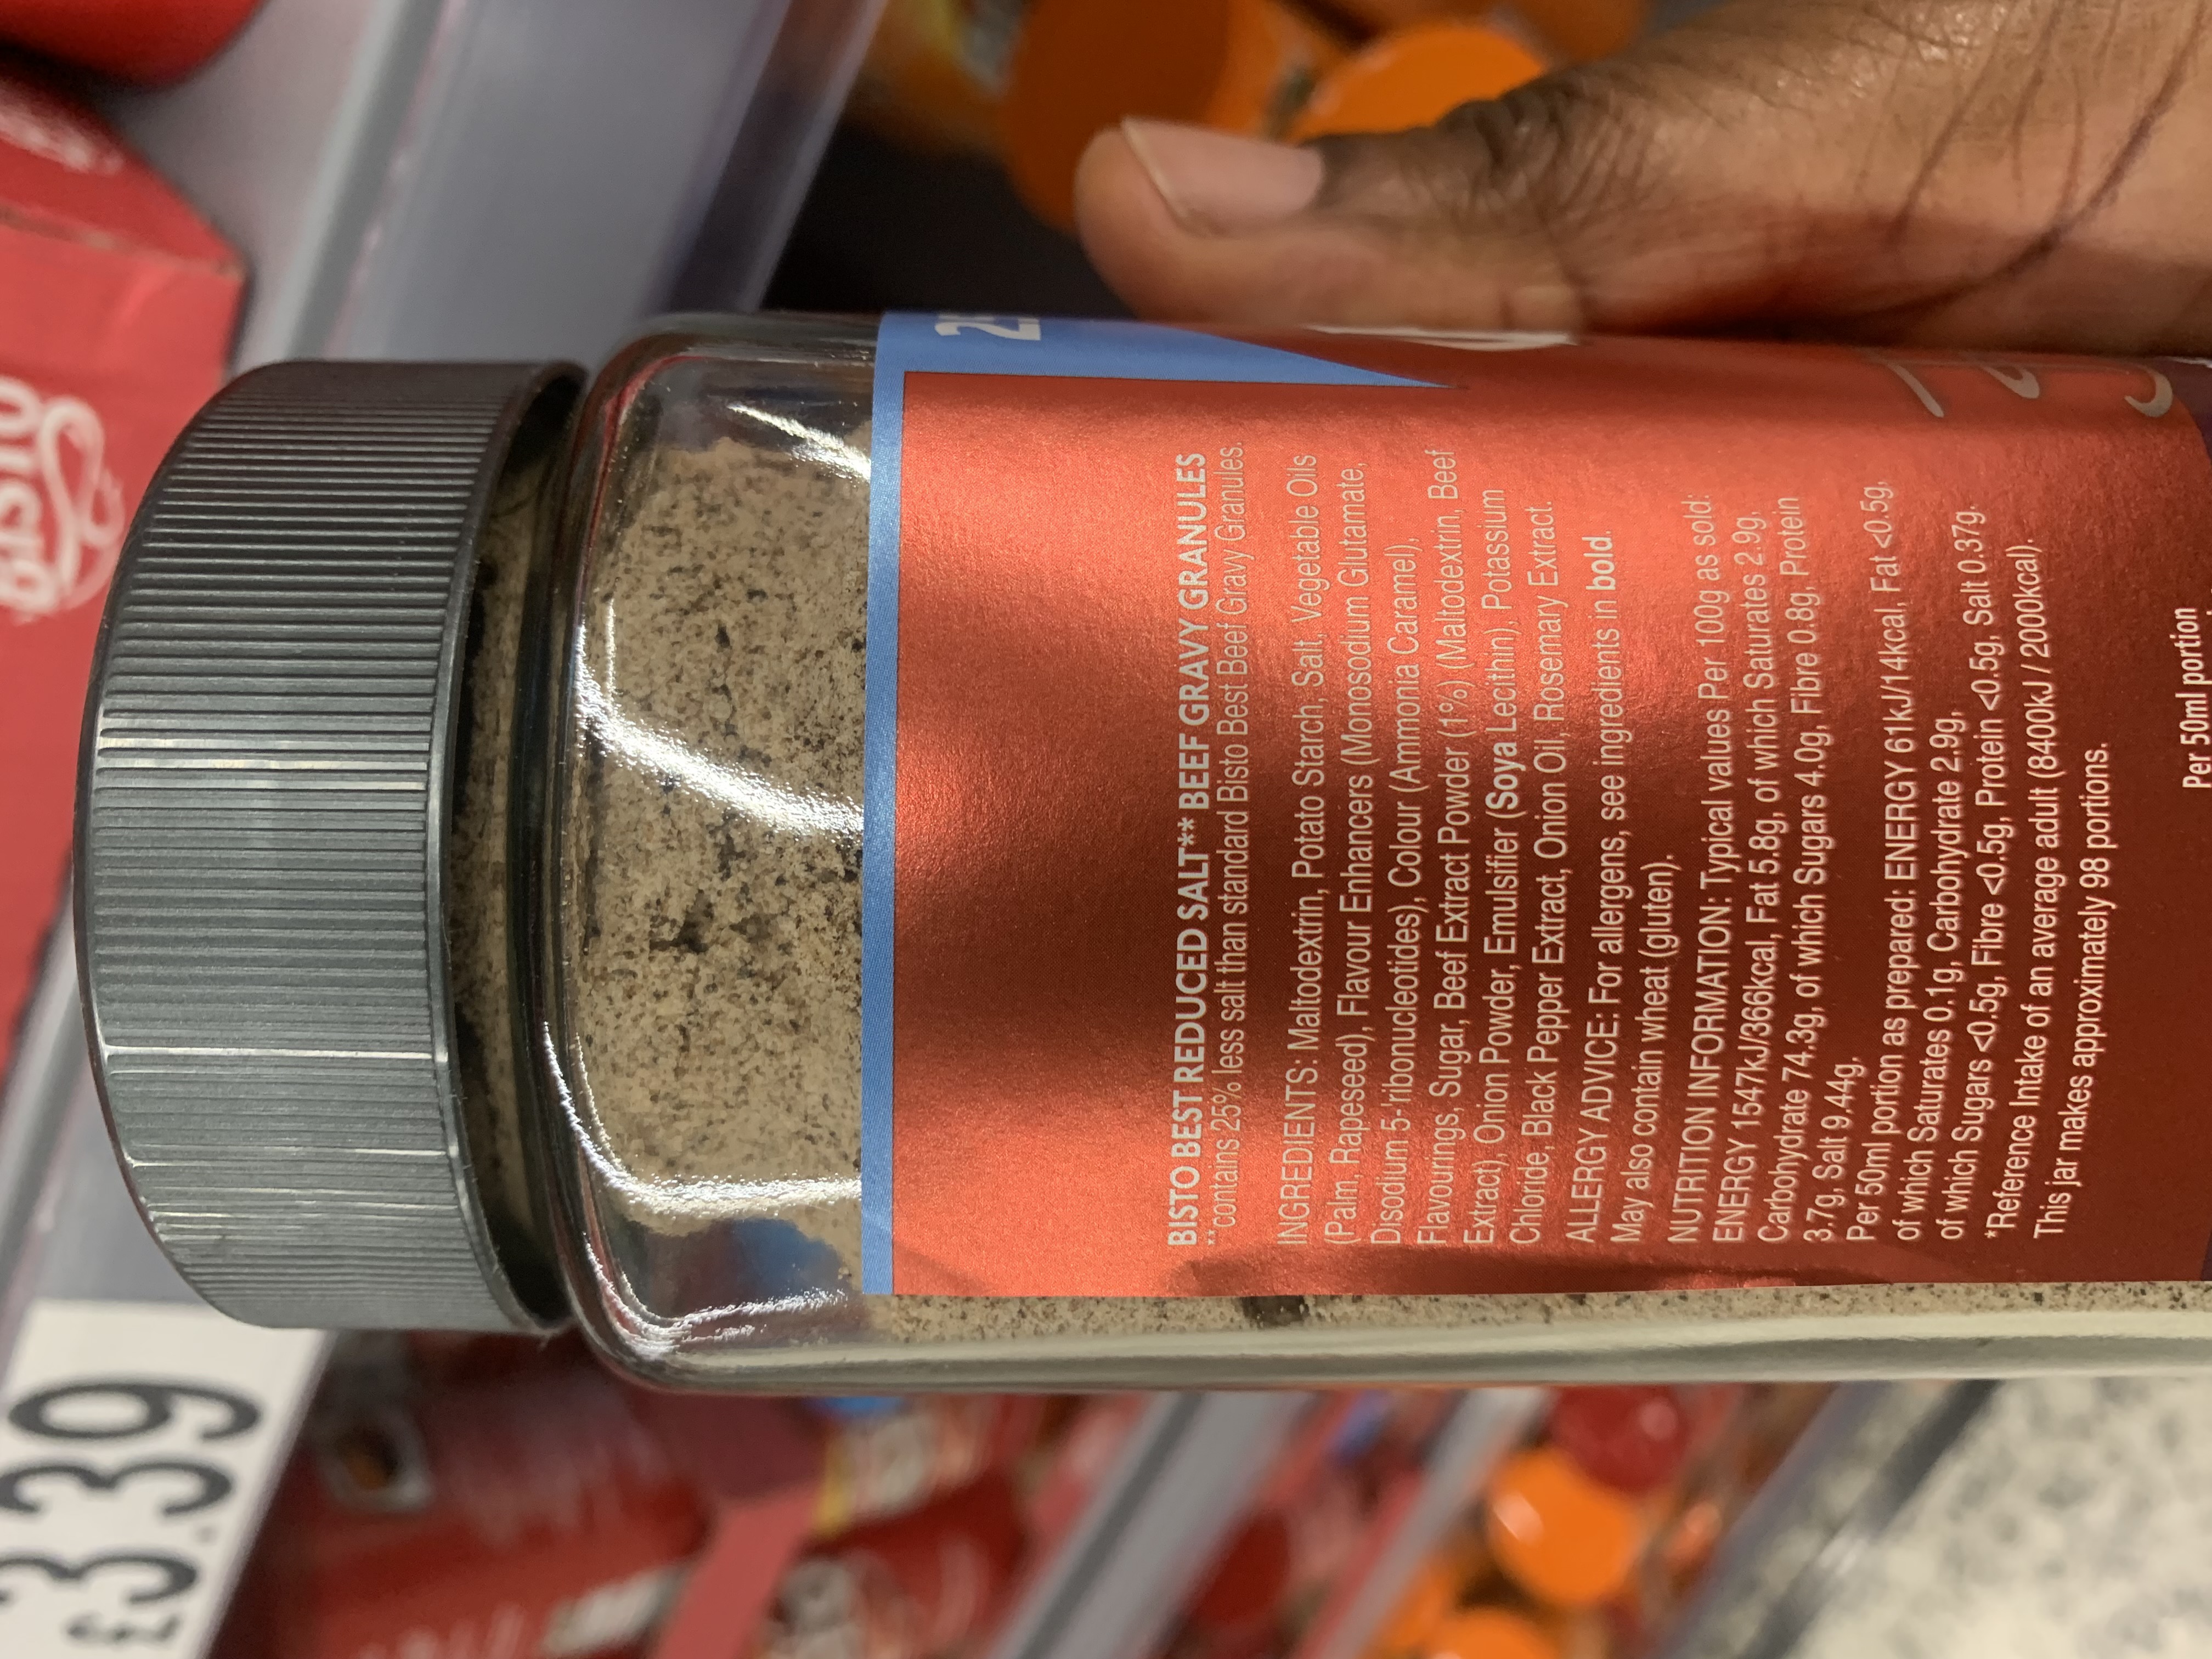 £3.39
BISTO
BISTO BEST REDUCED SALT** BEEF GRAVY GRANULES
**contains 25% less salt than standard Bisto Best Beef Gravy Granules.
INGREDIENTS: Maltodextrin, Potato Starch, Salt, Vegetable Oils
(Palm, Rapeseed), Flavour Enhancers (Monosodium Glutamate,
Disodium 5-'ribonucleotides), Colour (Ammonia Caramel),
Flavourings, Sugar, Beef Extract Powder (1%) (Maltodextrin, Beef
Extract), Onion Powder, Emulsifier (Soya Lecithin), Potassium
Chloride, Black Pepper Extract, Onion Oil, Rosemary Extract.
ALLERGY ADVICE: For allergens, see ingredients in bold.
May also contain wheat (gluten).
NUTRITION INFORMATION: Typical values Per 100g as sold:
ENERGY 1547kJ/366kcal, Fat 5.8g, of which Saturates 2.9g,
Carbohydrate 74.3g, of which Sugars 4.0g, Fibre 0.8g, Protein
3.7g, Salt 9.44g.
Per 50ml portion as prepared: ENERGY 61kJ/14kcal, Fat <0.5g,
of which Saturates 0.1g, Carbohydrate 2.9g,
of which Sugars <0.5g, Fibre <0.5g, Protein <0.5g, Salt 0.37g.
*Reference Intake of an average adult (8400kJ / 2000kcal).
This jar makes approximately 98 portions.
Per 50ml portion